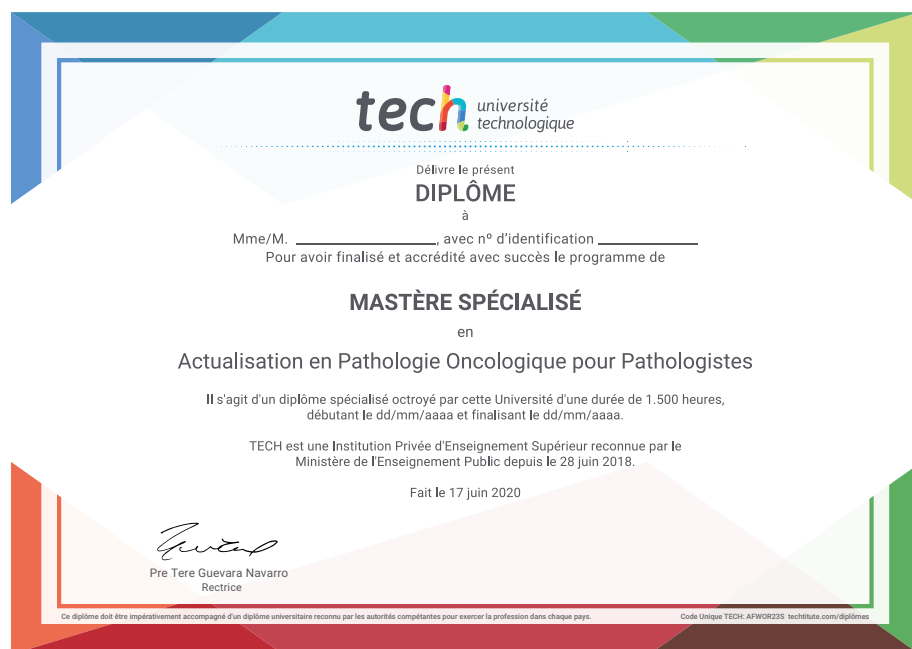 tech université
technologique
Délivre le présent
DIPLÔME
à
Mme/M. ____________________, avec nº d'identification ______________
Pour avoir finalisé et accrédité avec succès le programme de
MASTÈRE SPÉCIALISÉ
en
Actualisation en Pathologie Oncologique pour Pathologistes
Il s'agit d'un diplôme spécialisé octroyé par cette Université d'une durée de 1.500 heures,
débutant le dd/mm/aaaa et finalisant le dd/mm/aaaa.
TECH est une Institution Privée d'Enseignement Supérieur reconnue par le
Ministère de l'Enseignement Public depuis le 28 juin 2018.
Fait le 17 juin 2020
Pre Tere Guevara Navarro
Rectrice
Ce diplôme doit être impérativement accompagné d'un diplôme universitaire reconnu par les autorités compétantes pour exercer la profession dans chaque pays.
Code Unique TECH: AFWOR23S techtitute.com/diplômes